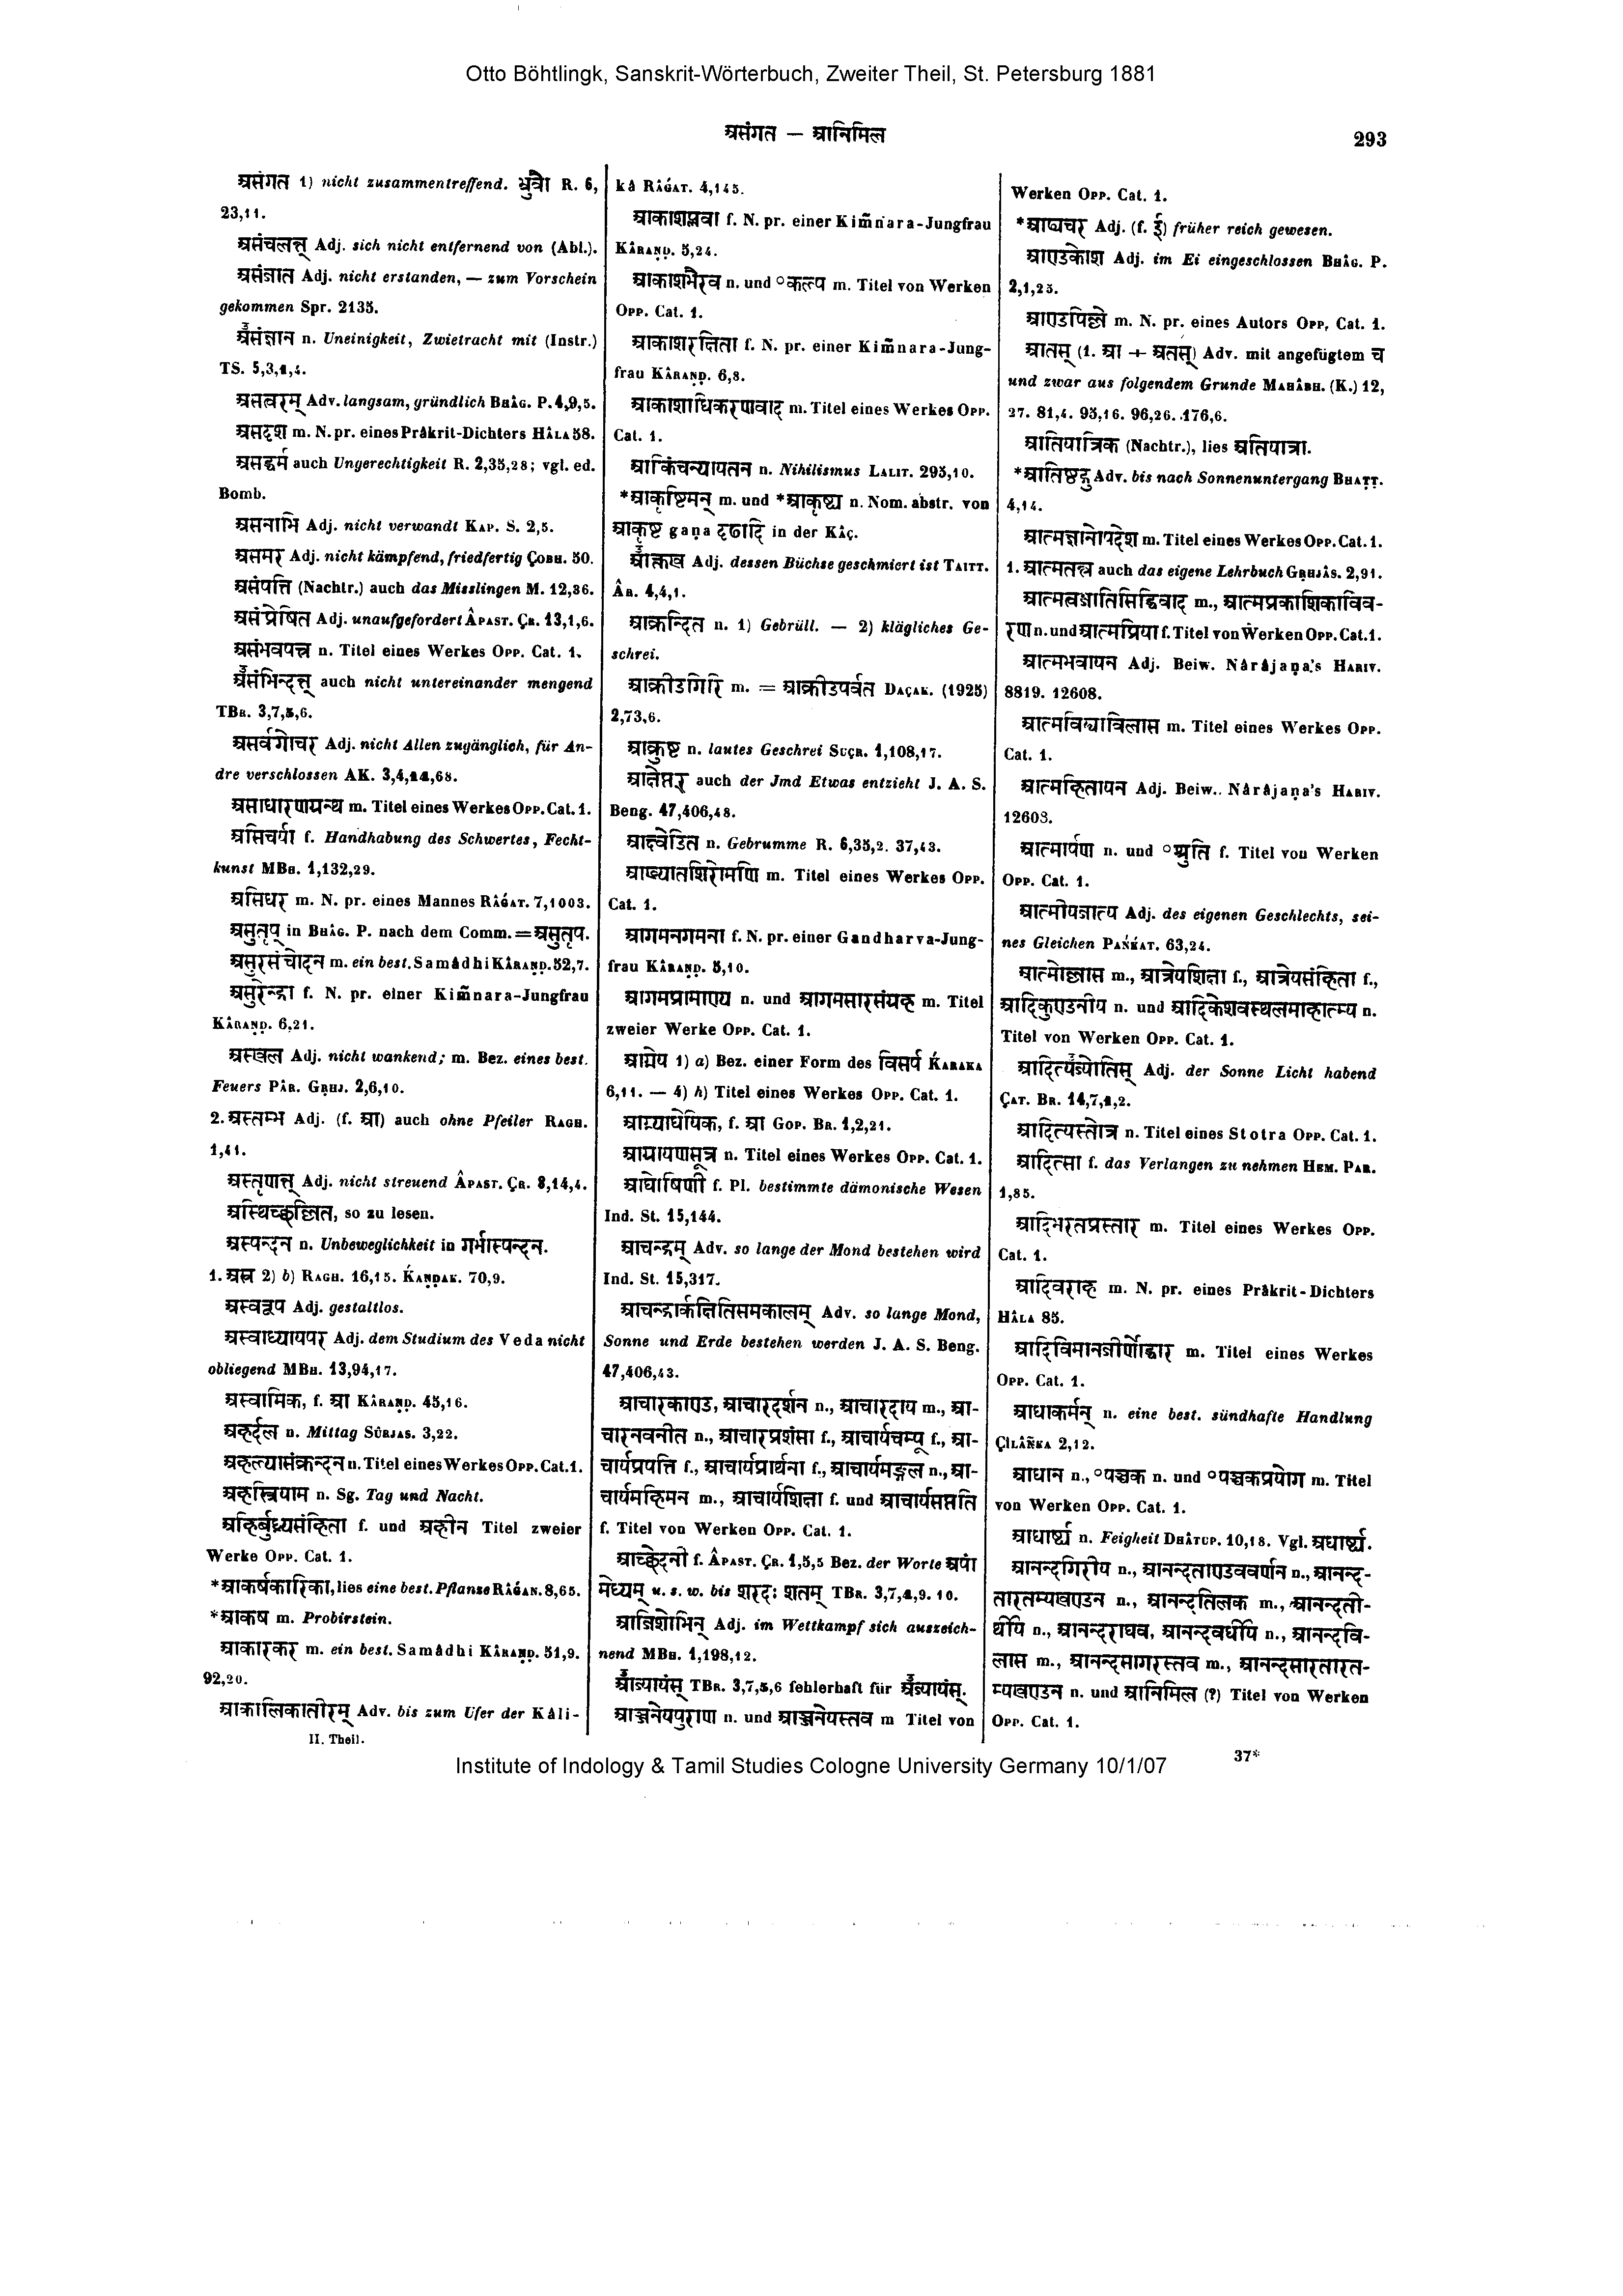 Otto Böhtlingk, Sanskrit-Wörterbuch, Zweiter Theil, St. Petersburg 1881
असंगत — आनिमिल
293
असंगत 1) nicht zusammentreffend. भ्रुवौ R. 6,
23,11.
असंचलत् Adj. sich nicht entfernend von (Abl.).
असंजात Adj. nicht erstanden, — zum Vorschein
gekommen Spr. 2135.
असंज्ञान n. Uneinigkeit, Zwietracht mit (Instr.)
TS. 5,3,1,4.
असत्वरम् Adv. langsam, gründlich BHÂG. P. 4,9,5.
असदृश m. N. pr. eines Prâkrit-Dichters HÂLA 58.
असद्धर्म auch Ungerechtigkeit R. 2,35,28; vgl. ed.
Bomb.
असनाभि Adj. nicht verwandt KAP. S. 2,5.
असमर Adj. nicht kämpfend, friedfertig ÇOBH. 50.
असंपत्ति (Nachtr.) auch das Misslingen M. 12,36.
असंप्रेषित Adj. unaufgefordert ÂPAST. ÇR. 13,1,6.
असंभवपत्त्र n. Titel eines Werkes OPP. Cat. 1.
असंभिन्दत् auch nicht untereinander mengend
TBR. 3,7,5,6.
असर्वगोचर Adj. nicht Allen zugänglich, für An-
dre verschlossen AK. 3,4,14,68.
असाधारणग्रन्थ m. Titel eines Werkes OPP. Cat. 1.
असिचर्या f. Handhabung des Schwertes, Fecht-
kunst MBH. 1,132,29.
असिधर m. N. pr. eines Mannes RÂǴAT. 7,1003.
असुतृप् in BHÂG. P. nach dem Comm. = असुतृप.
असुरसंचोदन m. ein best. Samâdhi KÂRAṆḌ. 52,7.
असुरेन्द्रा f. N. pr. einer Kim̃nara-Jungfrau
KÂRAṆḌ. 6,21.
अस्खल Adj. nicht wankend; m. Bez. eines best.
Feuers PÂR. GṚHJ. 2,6,10.
2. अस्तम्भ Adj. (f. आ) auch ohne Pfeiler RAGH.
1,41.
अस्तृणत् Adj. nicht streuend ÂPAST. ÇR. 8,14,4.
अस्थिच्छल्लित, so zu lesen.
अस्पन्दन n. Unbeweglichkeit in गर्भास्पन्दन.
1. अस्र 2) b) RAGH. 16,15. ḰAṆḌAK. 70,9.
अस्वरूप Adj. gestaltlos.
अस्वाध्यायपर Adj. dem Studium des Veda nicht
obliegend MBH. 13,94,17.
अस्वामिक, f. आ KÂRAṆḌ. 45,16.
अहर्दल n. Mittag SÛRJAS. 3,22.
अहल्यासंक्रन्दन n. Titel eines Werkes OPP. Cat. 1.
अहस्त्रियाम n. Sg. Tag und Nacht.
अहिर्बुध्न्यसंहिता f. und अहीन Titel zweier
Werke OPP. Cat. 1.
*आकर्षकारिका, lies eine best. Pflanze RÂǴAN. 8,65.
*आकष m. Probirstein.
आकारकर m. ein best. Samâdhi KÂRAṆḌ. 51,9.
92,20.
आकालिकातीरम् Adv. bis zum Ufer der Kâli-
II. Theil.
kâ RÂǴAT. 4,145.
आकाशप्लवा f. N. pr. einer Kim̃nara-Jungfrau
KÂRAṆḌ. 5,24.
आकाशभैरव n. und °कल्प m. Titel von Werken
OPP. Cat. 1.
आकाशरक्षिता f. N. pr. einer Kim̃nara-Jung-
frau KÂRAṆḌ. 6,8.
आकाशाधिकरणवाद m. Titel eines Werkes OPP.
Cat. 1.
आकिंचन्यायतन n. Nihilismus LALIT. 295,10.
*आकृष्टिमन् m. und *आकृष्ट्य n. Nom. abstr. von
आकृष्ट gaṇa दृढादि in der KÂÇ.
आक्तख Adj. dessen Büchse geschmiert ist TAITT.
ÂR. 4,4,1.
आक्रन्दित n. 1) Gebrüll. — 2) klägliches Ge-
schrei.
आक्रीडगिरि m. = आक्रीडपर्वत DAÇAK. (1925)
2,73,6.
आक्रुष्ट n. lautes Geschrei SUÇR. 1,108,17.
आक्षेप्तर् auch der Jmd Etwas entzieht J. A. S.
Beng. 47,406,48.
आक्ष्वेडित n. Gebrumme R. 6,35,2. 37,43.
आख्यातशिरोमणि m. Titel eines Werkes OPP.
Cat. 1.
आगमनगमना f. N. pr. einer Gandharva-Jung-
frau KÂRAṆḌ. 5,10.
आगमप्रामाण्य n. und आगमसारसंग्रह m. Titel
zweier Werke OPP. Cat. 1.
आग्नेय 1) a) Bez. einer Form des विसर्प ḰARAKA
6,11. — 4) h) Titel eines Werkes OPP. Cat. 1.
आग्न्याधेयिक, f. आ GOP. BR. 1,2,21.
आग्रायणसूत्र n. Titel eines Werkes OPP. Cat. 1.
आघोषिणी f. Pl. bestimmte dämonische Wesen
Ind. St. 15,144.
आचन्द्रम् Adv. so lange der Mond bestehen wird
Ind. St. 15,317.
आचन्द्रार्कक्षितिसमकालम् Adv. so lange Mond,
Sonne und Erde bestehen werden J. A. S. Beng.
47,406,43.
आचारकाण्ड, आचारदर्शन n., आचारदाय m., आ-
चारनवनीत n., आचारप्रशंसा f., आचार्यचम्पू f., आ-
चार्यप्रपत्ति f., आचार्यप्रार्थना f., आचार्यमङ्गल n., आ-
चार्यमहिमन m., आचार्यशिक्षा f. und आचार्यसप्तति
f. Titel von Werken OPP. Cat. 1.
आच्छेदनी f. ÂPAST. ÇR. 1,5,5 Bez. der Worte अपां
मेध्यम् u. s. w. bis शरदः शतम् TBR. 3,7,4,9. 10.
आजिशोभिन् Adj. im Wettkampf sich auszeich-
nend MBH. 1,198,12.
आज्यायंस् TBR. 3,7,5,6 fehlerhaft für अज्यायंस्.
आञ्जनेयपुराण n. und आञ्जनेयस्तव m Titel von
Werken OPP. Cat. 1.
*आढ्यचर Adj. (f. ई) früher reich gewesen.
आण्डकोश Adj. im Ei eingeschlossen BHÂG. P.
2,1,25.
आण्डपिल्ले m. N. pr. eines Autors OPP. Cat. 1.
आतस् (1. आ + अतस्) Adv. mit angefügtem च
und zwar aus folgendem Grunde MAHÂBH. (K.) 12,
27. 81,4. 95,16. 96,26. 176,6.
आतियात्रिक (Nachtr.), lies अतियात्रा.
*आतिष्ठद्गु Adv. bis nach Sonnenuntergang BHATT.
4,14.
आत्मज्ञानोपदेश m. Titel eines Werkes OPP. Cat. 1.
1. आत्मतन्त्र auch das eigene Lehrbuch GṚHJÂS. 2,91.
आत्मत्वजातिसिद्धिवाद m., आत्मप्रकाशिकाविव-
रण n. und आत्मप्रिया f. Titel von Werken OPP. Cat. 1.
आत्मभवायन Adj. Beiw. Nârâjaṇa's HARIV.
8819. 12608.
आत्मविद्याविलास m. Titel eines Werkes OPP.
Cat. 1.
आत्महितायन Adj. Beiw. Nârâjaṇa's HARIV.
12603.
आत्मार्पण n. und °स्तुति f. Titel von Werken
OPP. Cat. 1.
आत्मीयजात्य Adj. des eigenen Geschlechts, sei-
nes Gleichen PAŃḰAT. 63,24.
आत्मोल्लास m., आत्रेयशिक्षा f., आत्रेयसंहिता f.,
आदिकुण्डनीय n. und आदिकेशवस्थलमाहात्म्य n.
Titel von Werken OPP. Cat. 1.
आदित्यज्योतिस् Adj. der Sonne Licht habend
ÇAT. BR. 14,7,1,2.
आदित्यस्तोत्र n. Titel eines Stotra OPP. Cat. 1.
आदित्सा f. das Verlangen zu nehmen HEM. PAR.
1,85.
आदिभरतप्रस्तार m. Titel eines Werkes OPP.
Cat. 1.
आदिवराह m. N. pr. eines Prâkrit-Dichters
HÂLA 85.
आदिविमानजीर्णोद्धार m. Titel eines Werkes
OPP. Cat. 1.
आधाकर्मन् n. eine best. sündhafte Handlung
ÇÎLÂÑKA 2,12.
आधान n., °पञ्चक n. und °पञ्चकप्रयोग m. Titel
von Werken OPP. Cat. 1.
आधार्ष्ट्य n. Feigheit DHÂTUP. 10,18. Vgl. अधार्ष्ट्य.
आनन्दगिरीय n., आनन्दताण्डववर्णन n., आनन्द-
तारतम्यखण्डन n., आनन्दतिलक m., आनन्दती-
र्थीय n., आनन्दराघव, आनन्दवर्धीय n., आनन्दवि-
लास m., आनन्दसागरस्तव m., आनन्दसारतारत-
म्यखण्डन n. und आनिमिल (?) Titel von Werken
OPP. Cat. 1.
37*
Institute of Indology & Tamil Studies Cologne University Germany 10/1/07